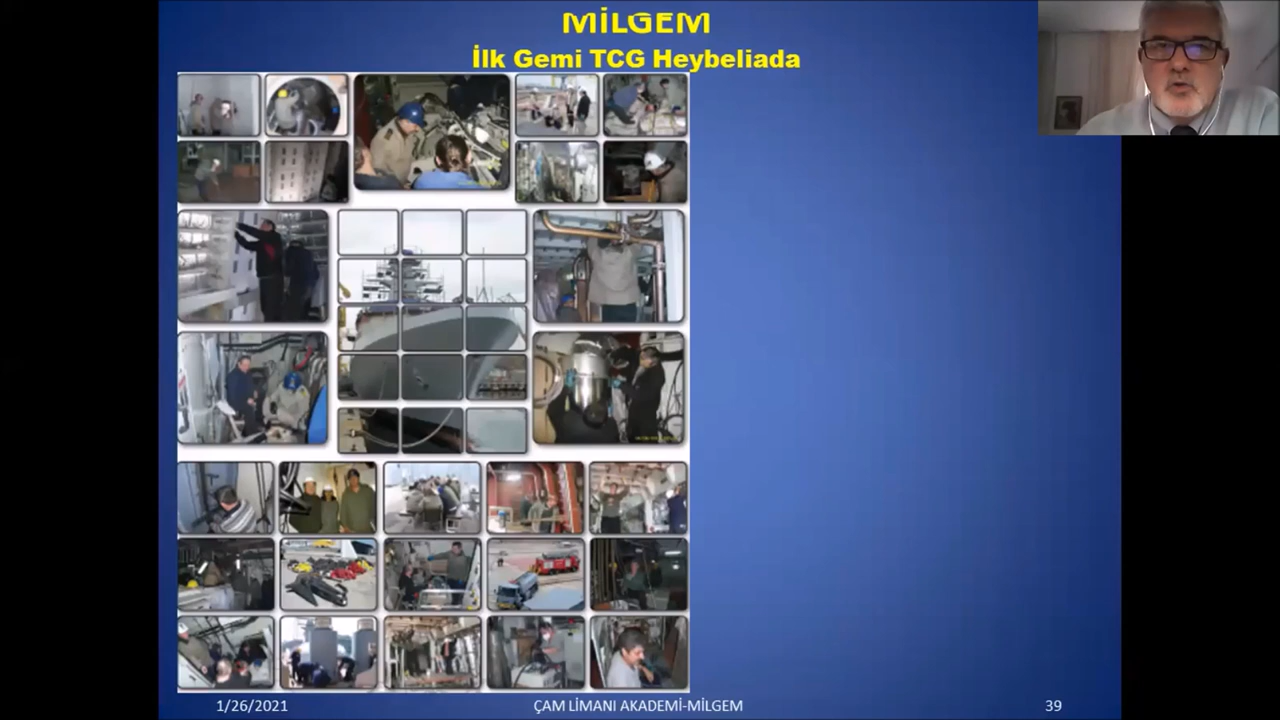 MİLGEM
İlk Gemi TCG Heybeliada
1/26/2021
ÇAM LİMANI AKADEMİ-MİLGEM
39